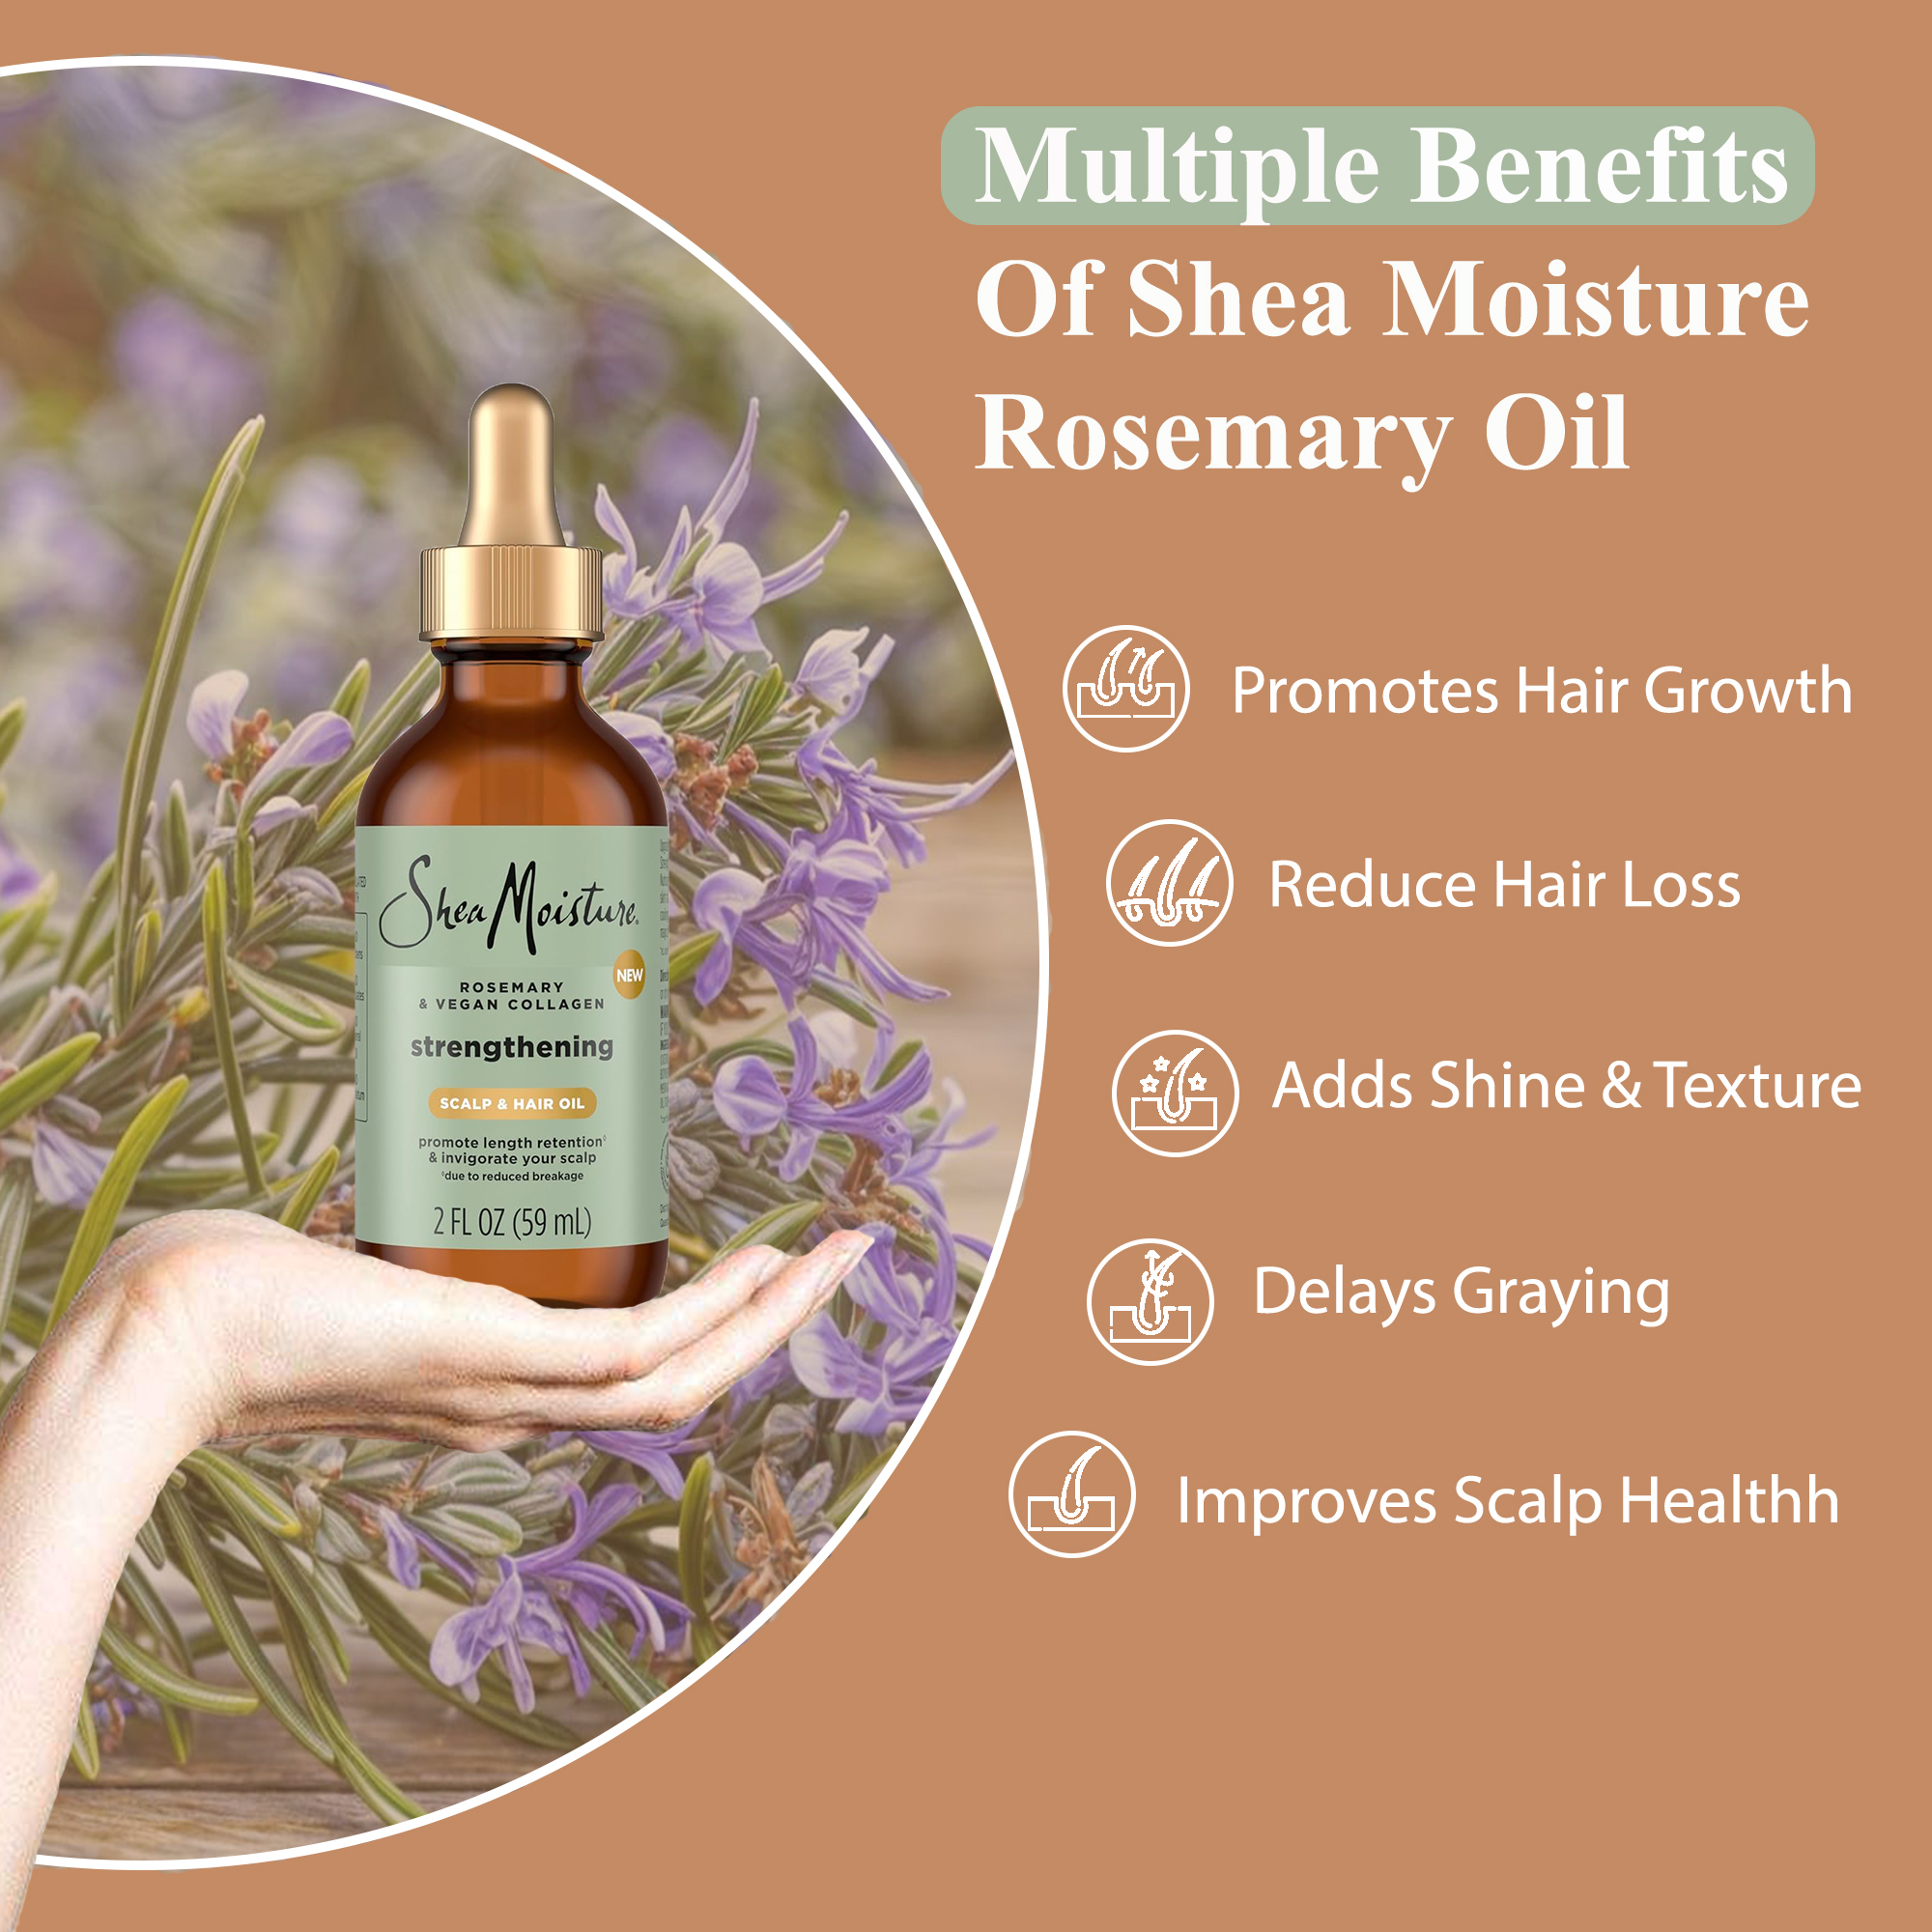 Multiple Benefits
Of Shea Moisture
Rosemary Oil
Promotes Hair Growth
Reduce Hair Loss
Adds Shine & Texture
Delays Graying
Improves Scalp Healthh
Shea Moisture
NEW
ROSEMARY
& VEGAN COLLAGEN
strengthening
SCALP & HAIR OIL
promote length retention◊
& invigorate your scalp
◊due to reduced breakage
2 FL OZ (59 mL)